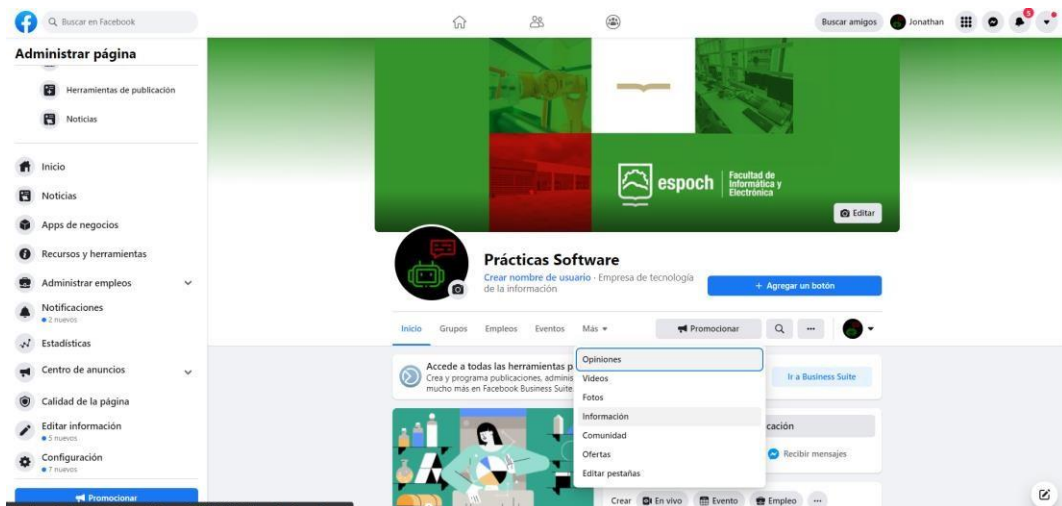 Buscar en Facebook
Buscar amigos
Jonathan
5
Administrar página
Herramientas de publicación
Noticias
Inicio
Noticias
Apps de negocios
Recursos y herramientas
Administrar empleos
Notificaciones
2 nuevos
Estadísticas
Centro de anuncios
Calidad de la página
Editar información
5 nuevos
Configuración
7 nuevos
Promocionar
espoch
Facultad de
Informática y
Electrónica
Editar
Prácticas Software
Crear nombre de usuario · Empresa de tecnología
de la información
+ Agregar un botón
Inicio Grupos Empleos Eventos Más
Promocionar
Accede a todas las herramientas p
Crea y programa publicaciones, adminis
mucho más en Facebook Business Suite
Ir a Business Suite
Opiniones
Videos
Fotos
Información
Comunidad
Ofertas
Editar pestañas
cación
Recibir mensajes
Crear En vivo Evento Empleo